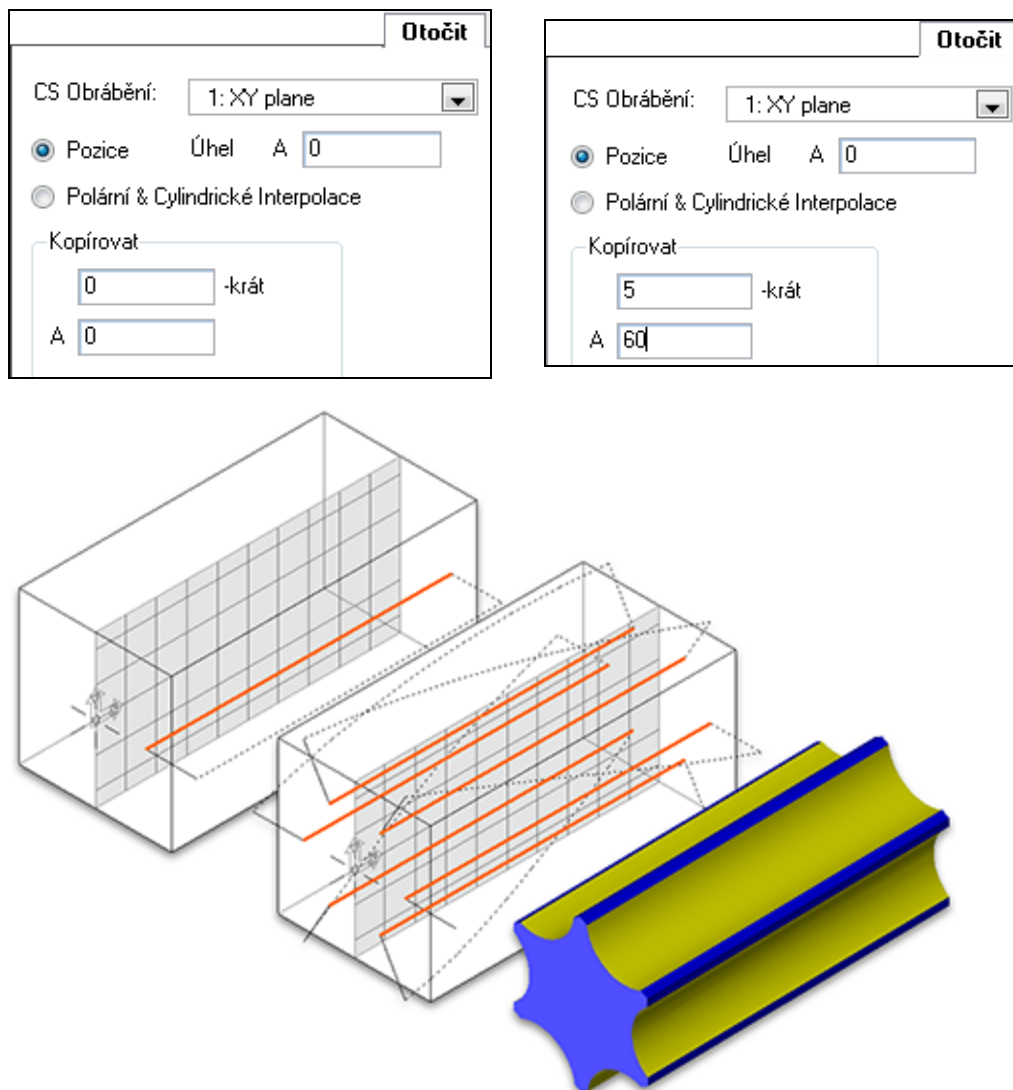 Otočit
CS Obrábění: 1: XY plane
Pozice Úhel A 0
Polární & Cylindrické Interpolace
Kopírovat
0 -krát
A 0
Otočit
CS Obrábění: 1: XY plane
Pozice Úhel A 0
Polární & Cylindrické Interpolace
Kopírovat
5 -krát
A 60